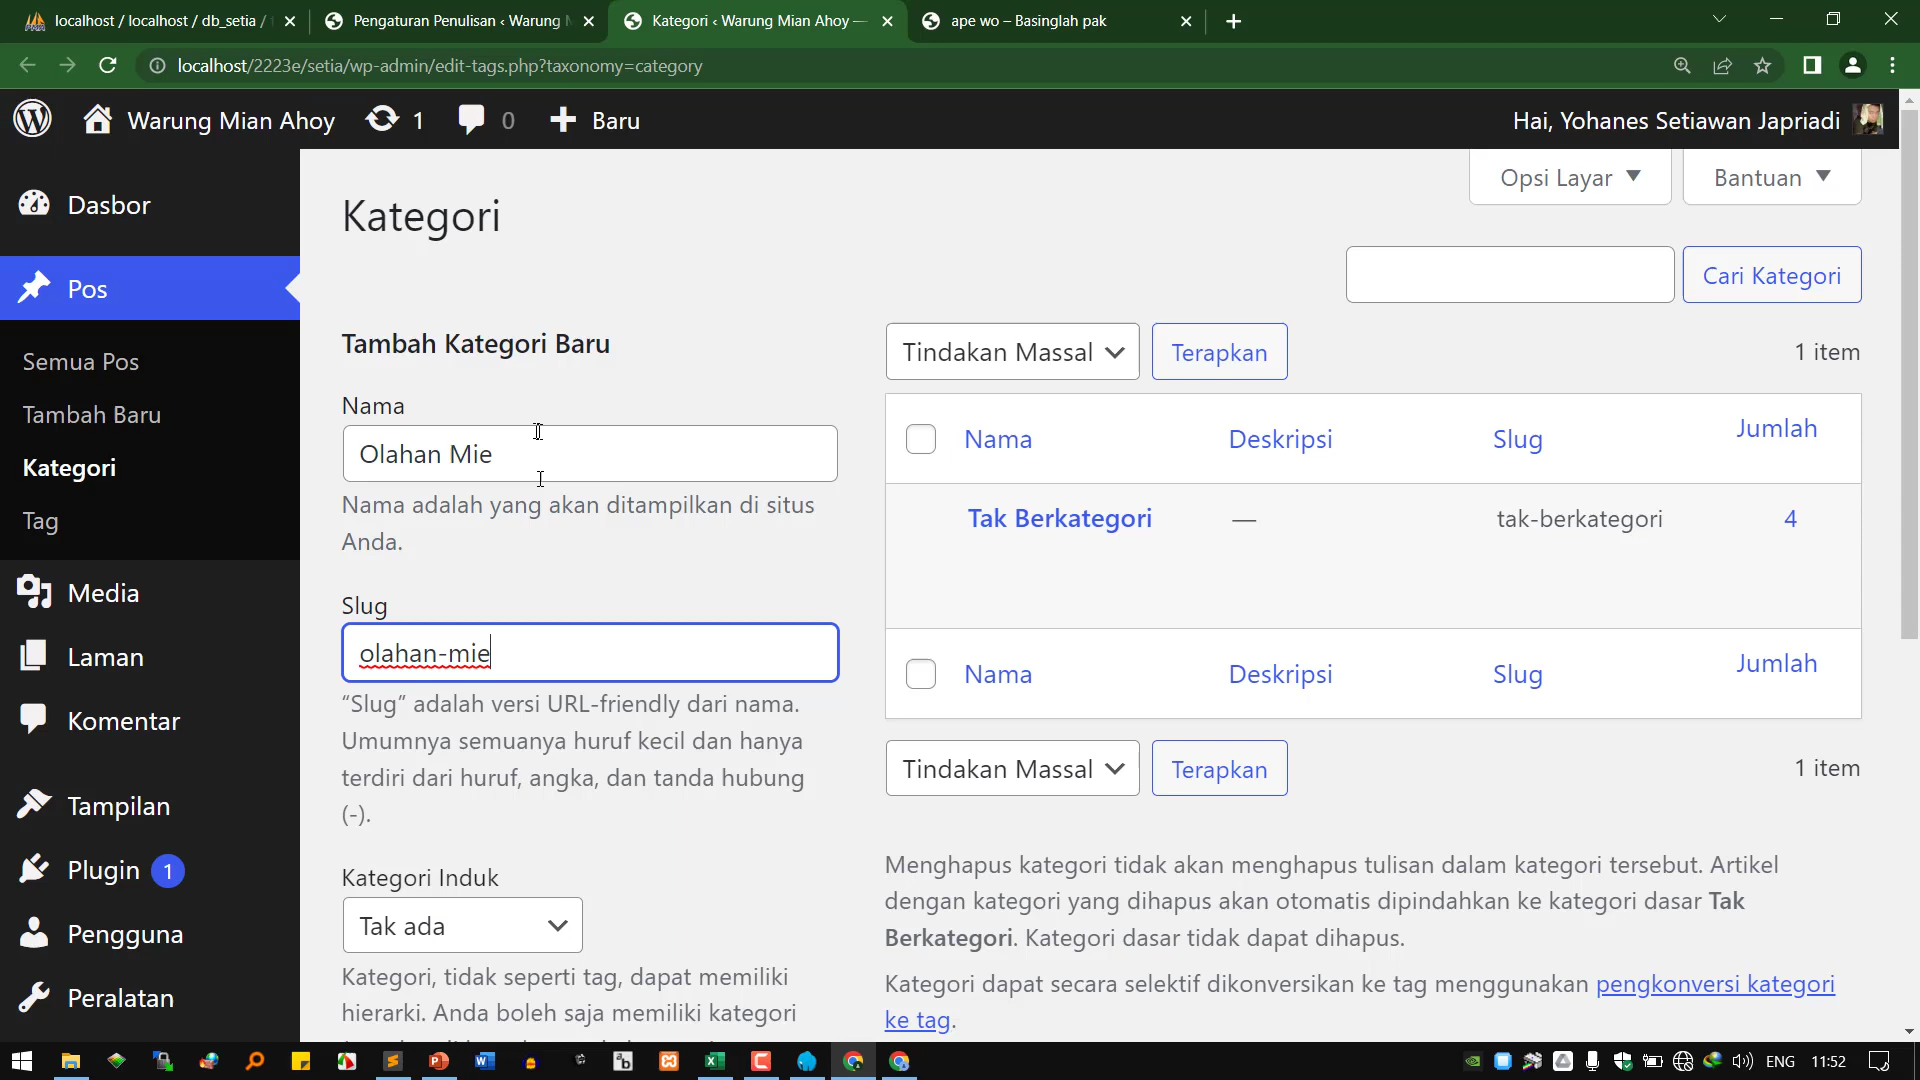 localhost / localhost / db_setia /
Pengaturan Penulisan ‹ Warung M
Kategori ‹ Warung Mian Ahoy —
ape wo – Basinglah pak
localhost/2223e/setia/wp-admin/edit-tags.php?taxonomy=category
Warung Mian Ahoy
1
0
Baru
Hai, Yohanes Setiawan Japriadi
Dasbor
Pos
Semua Pos
Tambah Baru
Kategori
Tag
Media
Laman
Komentar
Tampilan
Plugin 1
Pengguna
Peralatan
Opsi Layar
Bantuan
Kategori
Cari Kategori
Tambah Kategori Baru
Nama
Olahan Mie
Nama adalah yang akan ditampilkan di situs
Anda.
Slug
olahan-mie
“Slug” adalah versi URL-friendly dari nama.
Umumnya semuanya huruf kecil dan hanya
terdiri dari huruf, angka, dan tanda hubung
(-).
Kategori Induk
Tak ada
Kategori, tidak seperti tag, dapat memiliki
hierarki. Anda boleh saja memiliki kategori
Tindakan Massal
Terapkan
1 item
Nama Deskripsi Slug Jumlah
Tak Berkategori — tak-berkategori 4
Nama Deskripsi Slug Jumlah
Tindakan Massal
Terapkan
1 item
Menghapus kategori tidak akan menghapus tulisan dalam kategori tersebut. Artikel
dengan kategori yang dihapus akan otomatis dipindahkan ke kategori dasar Tak
Berkategori. Kategori dasar tidak dapat dihapus.
Kategori dapat secara selektif dikonversikan ke tag menggunakan pengkonversi kategori
ke tag.
ENG
11:52